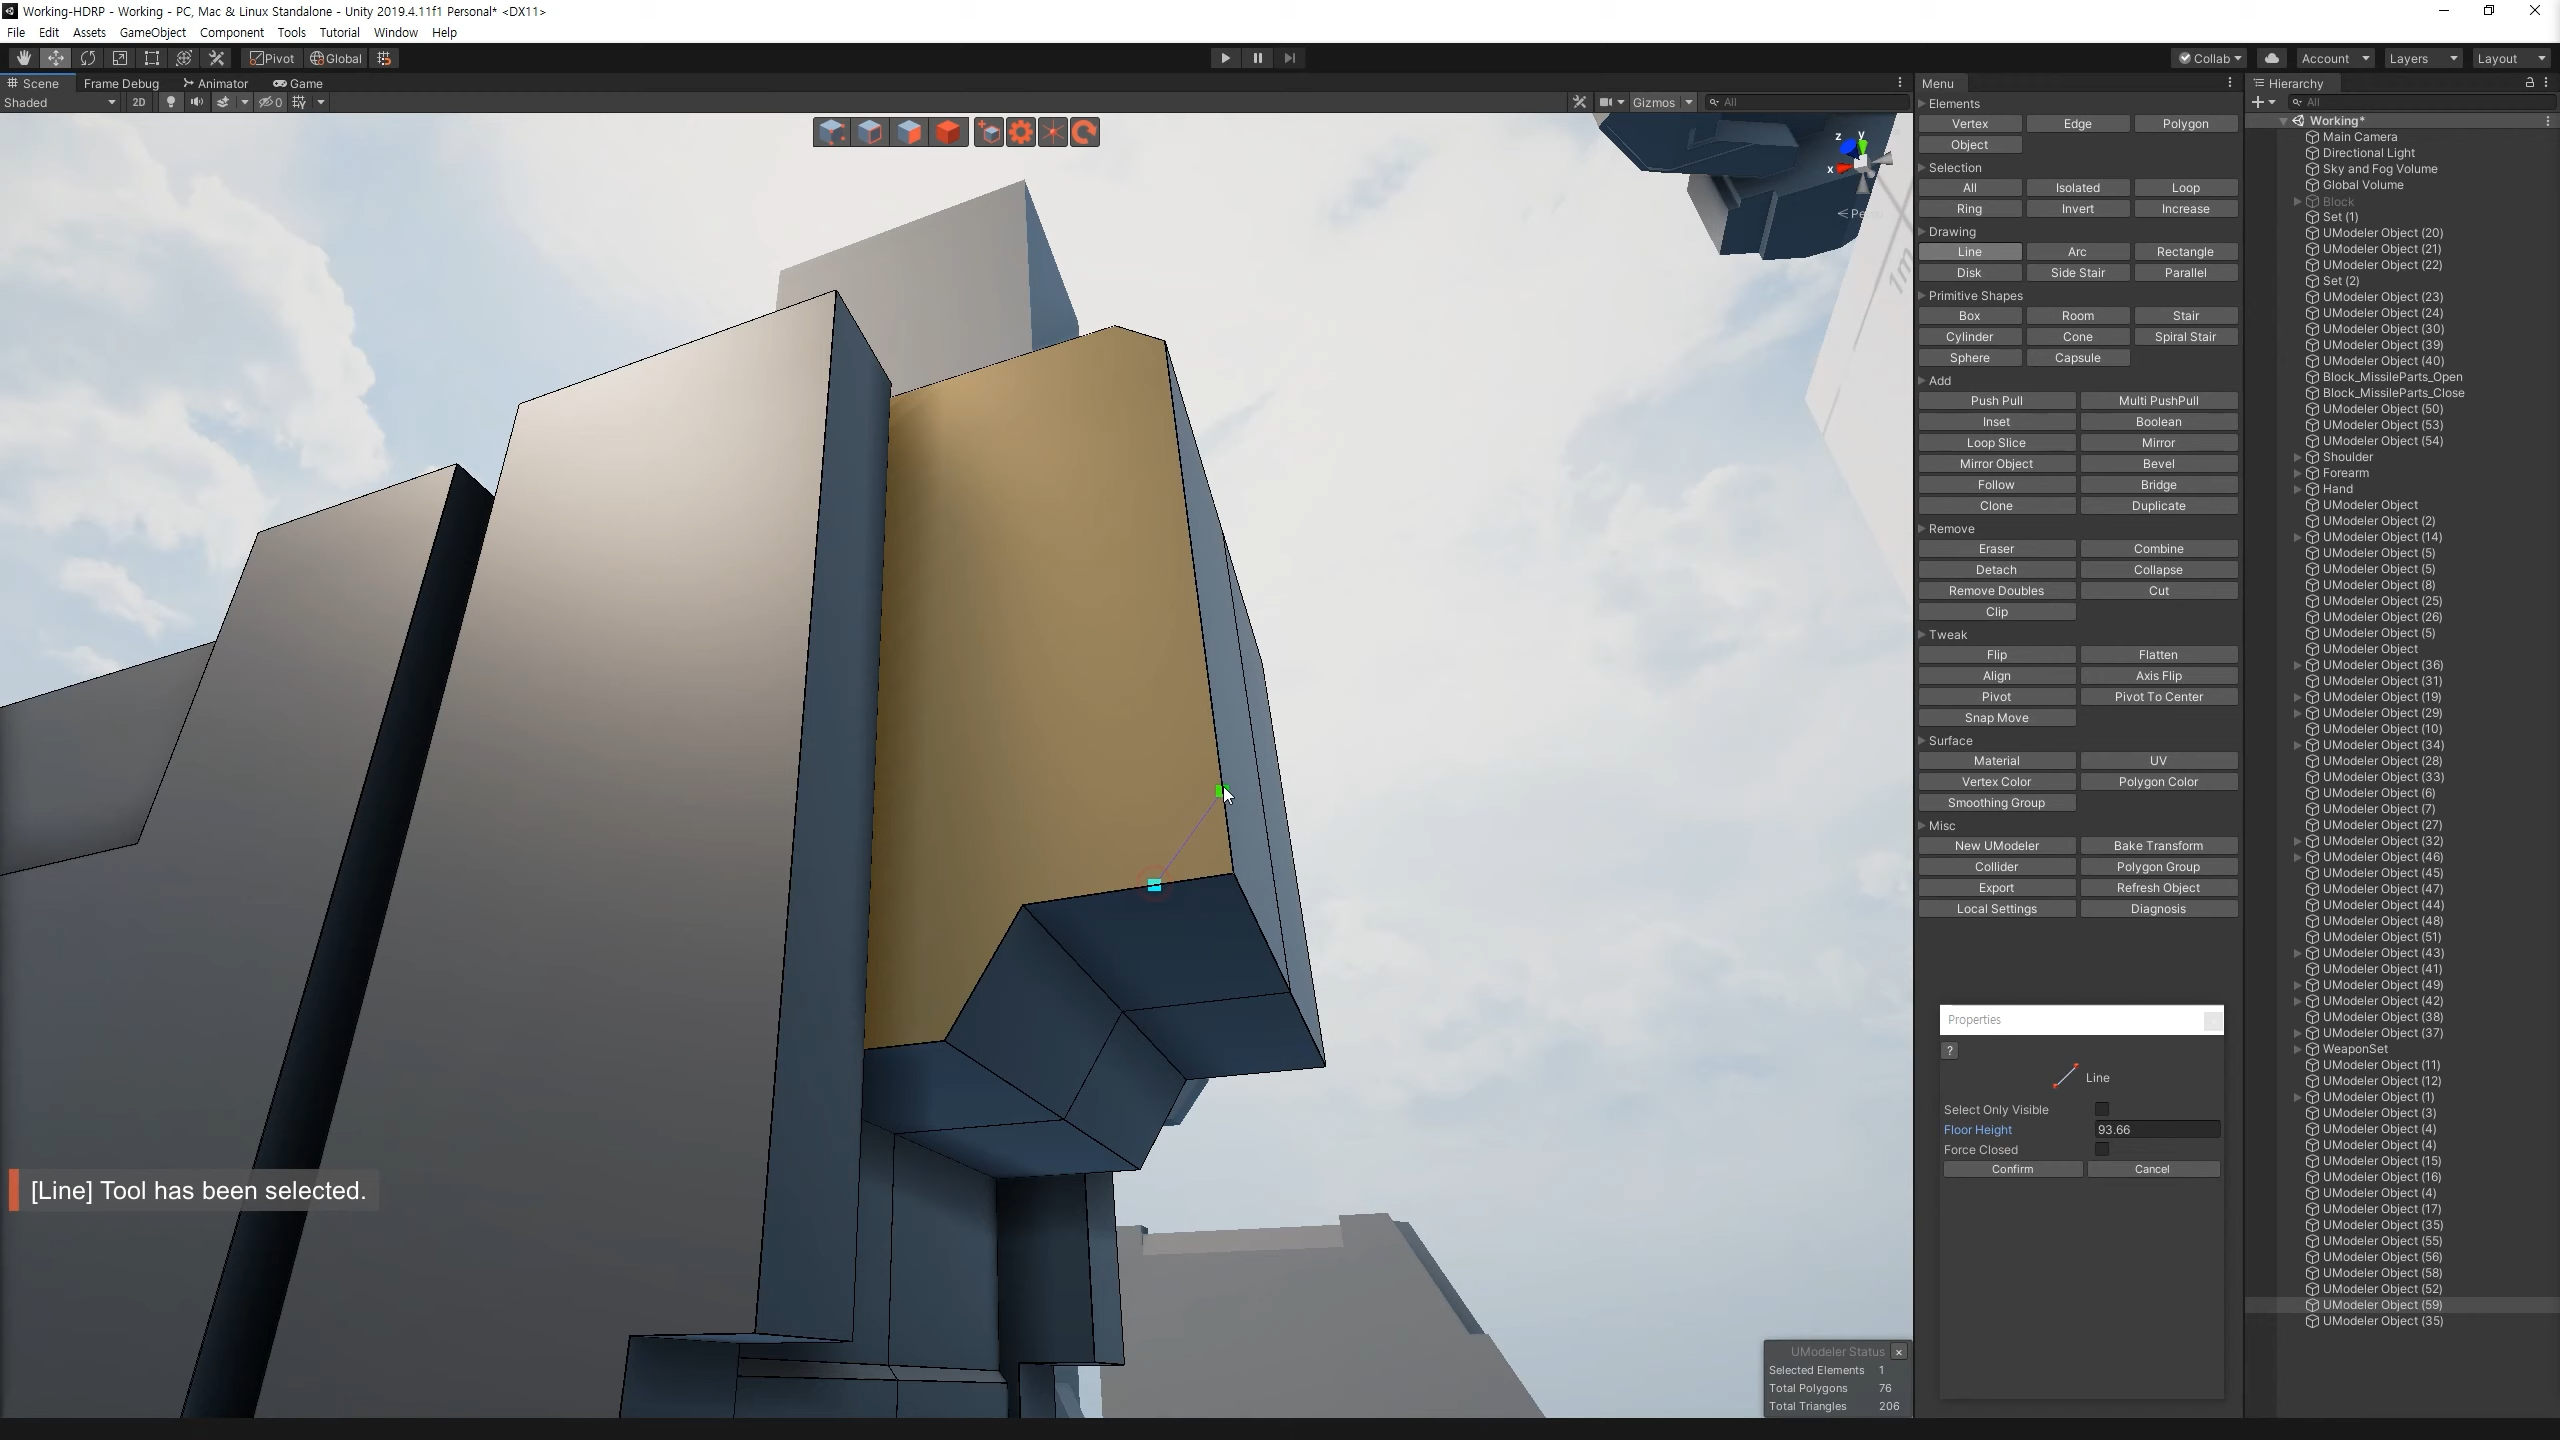 Working-HDRP - Working - PC, Mac & Linux Standalone - Unity 2019.4.11f1 Personal* <DX11>
File Edit Assets GameObject Component Tools Tutorial Window Help
Pivot Global Collab Account Layers Layout
Scene Frame Debug Animator Game
Shaded 2D 0 Gizmos All
z y x
1m
[Line] Tool has been selected.
UModeler Status
Selected Elements 1
Total Polygons 76
Total Triangles 206
Menu
Elements
Vertex Edge Polygon
Object
Selection
All Isolated Loop
Ring Invert Increase
Drawing
Line Arc Rectangle
Disk Side Stair Parallel
Primitive Shapes
Box Room Stair
Cylinder Cone Spiral Stair
Sphere Capsule
Add
Push Pull Multi PushPull
Inset Boolean
Loop Slice Mirror
Mirror Object Bevel
Follow Bridge
Clone Duplicate
Remove
Eraser Combine
Detach Collapse
Remove Doubles Cut
Clip
Tweak
Flip Flatten
Align Axis Flip
Pivot Pivot To Center
Snap Move
Surface
Material UV
Vertex Color Polygon Color
Smoothing Group
Misc
New UModeler Bake Transform
Collider Polygon Group
Export Refresh Object
Local Settings Diagnosis
Properties
?
Line
Select Only Visible
Floor Height 93.66
Force Closed
Confirm Cancel
Hierarchy
All
Working*
Main Camera
Directional Light
Sky and Fog Volume
Global Volume
Block
Set (1)
UModeler Object (20)
UModeler Object (21)
UModeler Object (22)
Set (2)
UModeler Object (23)
UModeler Object (24)
UModeler Object (30)
UModeler Object (39)
UModeler Object (40)
Block_MissileParts_Open
Block_MissileParts_Close
UModeler Object (50)
UModeler Object (53)
UModeler Object (54)
Shoulder
Forearm
Hand
UModeler Object
UModeler Object (2)
UModeler Object (14)
UModeler Object (5)
UModeler Object (5)
UModeler Object (8)
UModeler Object (25)
UModeler Object (26)
UModeler Object (5)
UModeler Object
UModeler Object (36)
UModeler Object (31)
UModeler Object (19)
UModeler Object (29)
UModeler Object (10)
UModeler Object (34)
UModeler Object (28)
UModeler Object (33)
UModeler Object (6)
UModeler Object (7)
UModeler Object (27)
UModeler Object (32)
UModeler Object (46)
UModeler Object (45)
UModeler Object (47)
UModeler Object (44)
UModeler Object (48)
UModeler Object (51)
UModeler Object (43)
UModeler Object (41)
UModeler Object (49)
UModeler Object (42)
UModeler Object (38)
UModeler Object (37)
WeaponSet
UModeler Object (11)
UModeler Object (12)
UModeler Object (1)
UModeler Object (3)
UModeler Object (4)
UModeler Object (4)
UModeler Object (15)
UModeler Object (16)
UModeler Object (4)
UModeler Object (17)
UModeler Object (35)
UModeler Object (55)
UModeler Object (56)
UModeler Object (58)
UModeler Object (52)
UModeler Object (59)
UModeler Object (35)